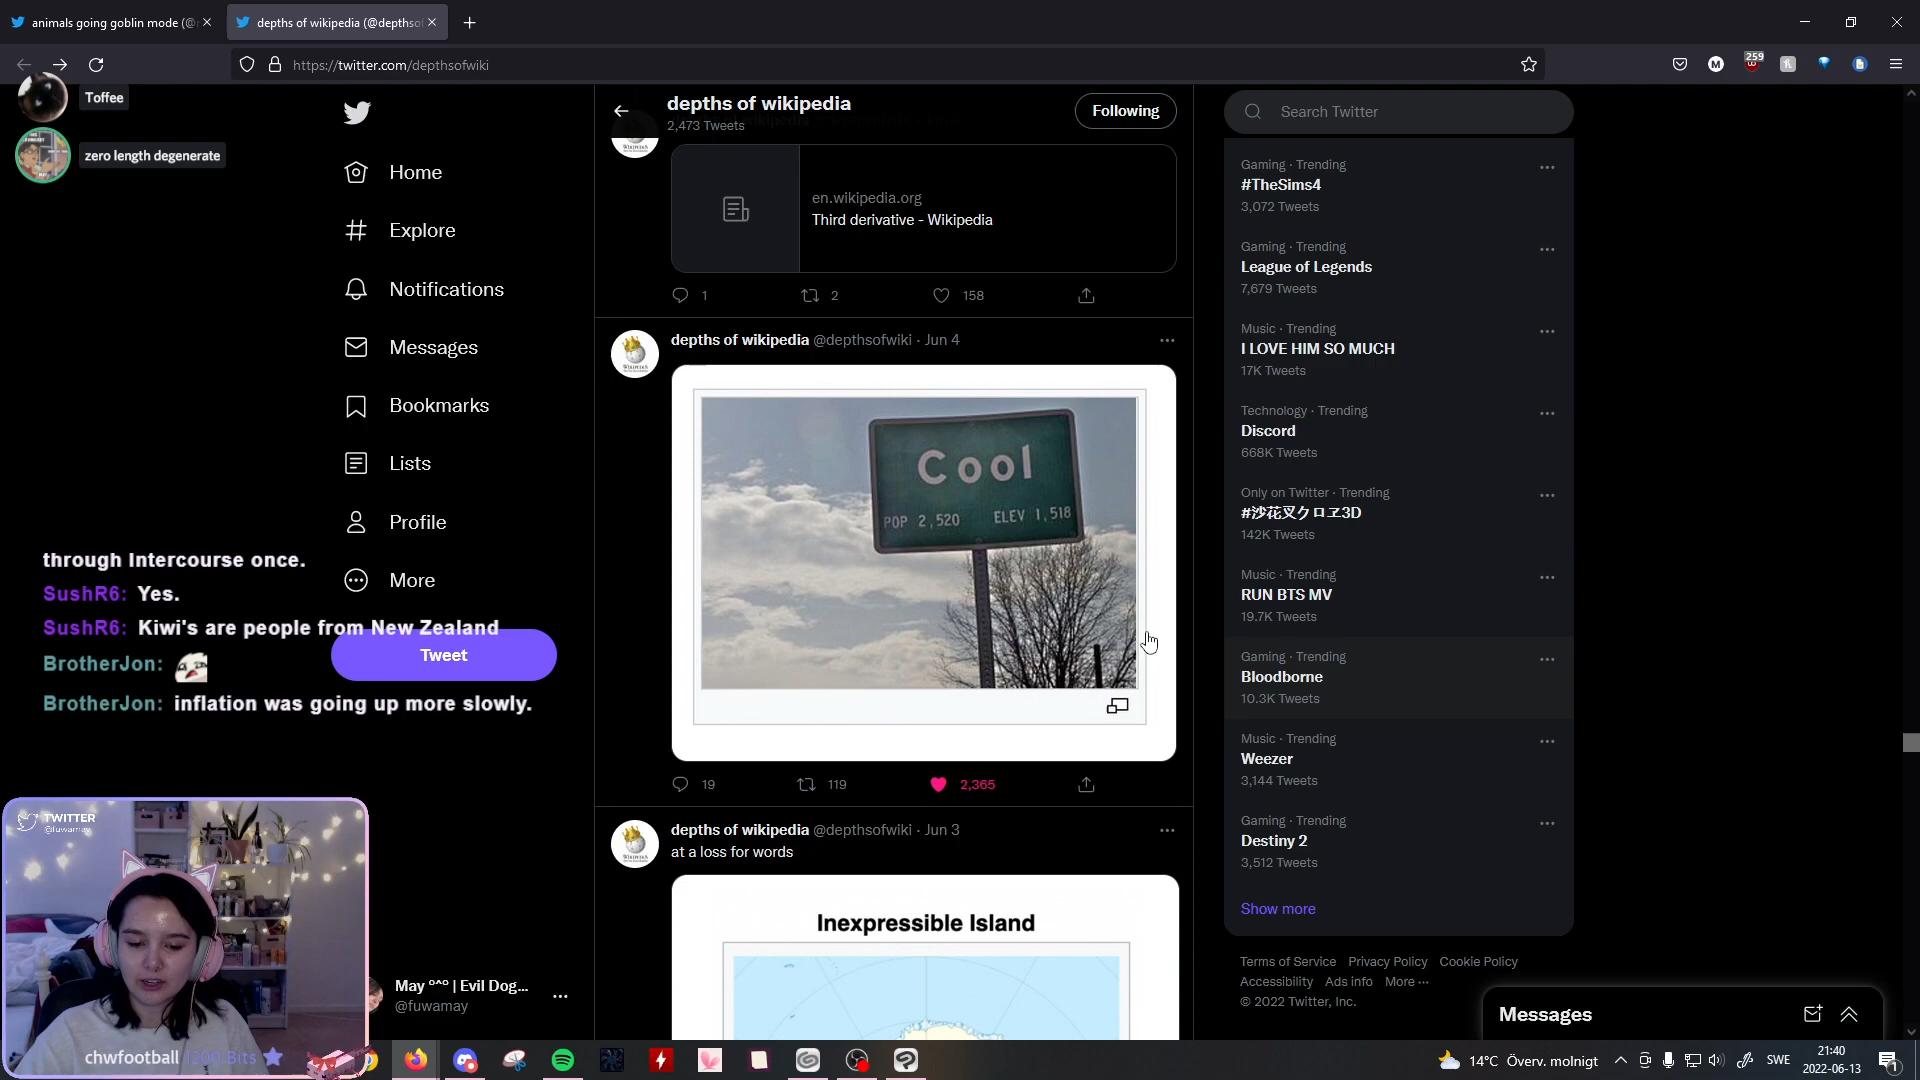 animals going goblin mode (@
depths of wikipedia (@depthso
https://twitter.com/depthsofwiki
259
Toffee
zero length degenerate
Home
Explore
Notifications
Messages
Bookmarks
Lists
Profile
More
Tweet
through Intercourse once.
SushR6: Yes.
SushR6: Kiwi's are people from New Zealand
BrotherJon:
BrotherJon: inflation was going up more slowly.
TWITTER
@fuwamay
chwfootball 1200 Bits
May º^º | Evil Dog...
@fuwamay
depths of wikipedia
2,473 Tweets
Following
en.wikipedia.org
Third derivative - Wikipedia
1
2
158
depths of wikipedia @depthsofwiki · Jun 4
Cool
POP 2,520 ELEV 1,518
19
119
2,365
depths of wikipedia @depthsofwiki · Jun 3
at a loss for words
Inexpressible Island
Search Twitter
Gaming · Trending
#TheSims4
3,072 Tweets
Gaming · Trending
League of Legends
7,679 Tweets
Music · Trending
I LOVE HIM SO MUCH
17K Tweets
Technology · Trending
Discord
668K Tweets
Only on Twitter · Trending
#沙花叉クロヱ3D
142K Tweets
Music · Trending
RUN BTS MV
19.7K Tweets
Gaming · Trending
Bloodborne
10.3K Tweets
Music · Trending
Weezer
3,144 Tweets
Gaming · Trending
Destiny 2
3,512 Tweets
Show more
Terms of Service Privacy Policy Cookie Policy
Accessibility Ads info More ···
© 2022 Twitter, Inc.
Messages
14°C Överv. molnigt
SWE
21:40
2022-06-13
1